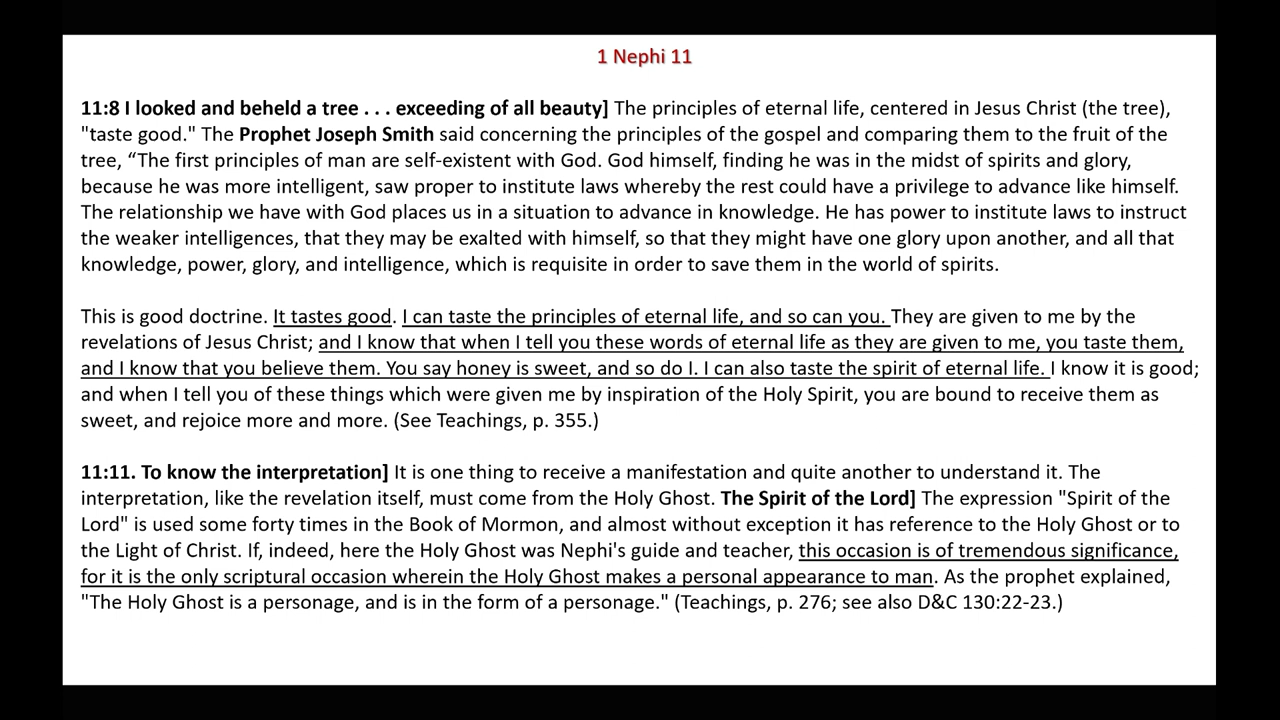 1 Nephi 11
11:8 I looked and beheld a tree . . . exceeding of all beauty] The principles of eternal life, centered in Jesus Christ (the tree),
"taste good." The Prophet Joseph Smith said concerning the principles of the gospel and comparing them to the fruit of the
tree, “The first principles of man are self-existent with God. God himself, finding he was in the midst of spirits and glory,
because he was more intelligent, saw proper to institute laws whereby the rest could have a privilege to advance like himself.
The relationship we have with God places us in a situation to advance in knowledge. He has power to institute laws to instruct
the weaker intelligences, that they may be exalted with himself, so that they might have one glory upon another, and all that
knowledge, power, glory, and intelligence, which is requisite in order to save them in the world of spirits.
This is good doctrine. It tastes good. I can taste the principles of eternal life, and so can you. They are given to me by the
revelations of Jesus Christ; and I know that when I tell you these words of eternal life as they are given to me, you taste them,
and I know that you believe them. You say honey is sweet, and so do I. I can also taste the spirit of eternal life. I know it is good;
and when I tell you of these things which were given me by inspiration of the Holy Spirit, you are bound to receive them as
sweet, and rejoice more and more. (See Teachings, p. 355.)
11:11. To know the interpretation] It is one thing to receive a manifestation and quite another to understand it. The
interpretation, like the revelation itself, must come from the Holy Ghost. The Spirit of the Lord] The expression "Spirit of the
Lord" is used some forty times in the Book of Mormon, and almost without exception it has reference to the Holy Ghost or to
the Light of Christ. If, indeed, here the Holy Ghost was Nephi's guide and teacher, this occasion is of tremendous significance,
for it is the only scriptural occasion wherein the Holy Ghost makes a personal appearance to man. As the prophet explained,
"The Holy Ghost is a personage, and is in the form of a personage." (Teachings, p. 276; see also D&C 130:22-23.)